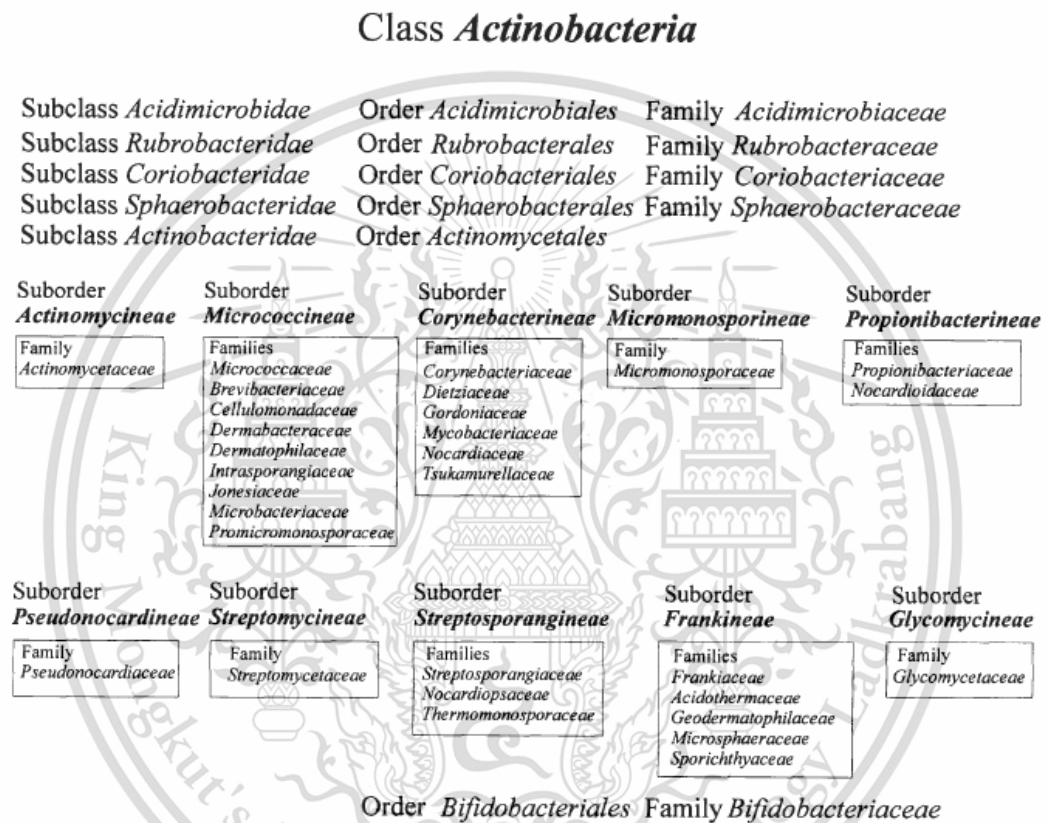 Class Actinobacteria
Subclass Acidimicrobidae Order Acidimicrobiales Family Acidimicrobiaceae
Subclass Rubrobacteridae Order Rubrobacterales Family Rubrobacteraceae
Subclass Coriobacteridae Order Coriobacteriales Family Coriobacteriaceae
Subclass Sphaerobacteridae Order Sphaerobacterales Family Sphaerobacteraceae
Subclass Actinobacteridae Order Actinomycetales
Suborder
Actinomycineae
Family
Actinomycetaceae
Suborder
Micrococcineae
Families
Micrococcaceae
Brevibacteriaceae
Cellulomonadaceae
Dermabacteraceae
Dermatophilaceae
Intrasporangiaceae
Jonesiaceae
Microbacteriaceae
Promicromonosporaceae
Suborder
Corynebacterineae
Families
Corynebacteriaceae
Dietziaceae
Gordoniaceae
Mycobacteriaceae
Nocardiaceae
Tsukamurellaceae
Suborder
Micromonosporineae
Family
Micromonosporaceae
Suborder
Propionibacterineae
Families
Propionibacteriaceae
Nocardioidaceae
Suborder
Pseudonocardineae
Family
Pseudonocardiaceae
Suborder
Streptomycineae
Family
Streptomycetaceae
Suborder
Streptosporangineae
Families
Streptosporangiaceae
Nocardiopsaceae
Thermomonosporaceae
Suborder
Frankineae
Families
Frankiaceae
Acidothermaceae
Geodermatophilaceae
Microsphaeraceae
Sporichthyaceae
Suborder
Glycomycineae
Family
Glycomycetaceae
Order Bifidobacteriales Family Bifidobacteriaceae
King Mongkut's
Ladkrabang